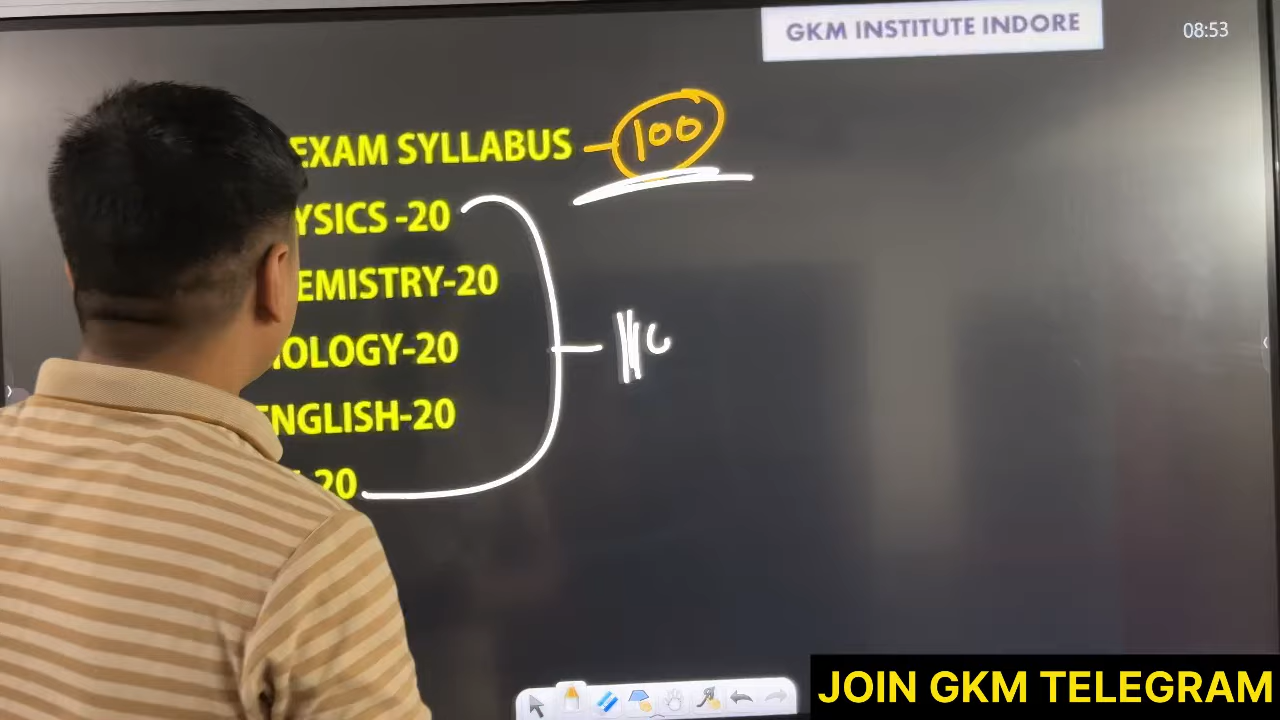 GKM INSTITUTE INDORE
08:53
EXAM SYLLABUS - 100
YSICS -20
EMISTRY-20
IOLOGY-20
ENGLISH-20
-20
JOIN GKM TELEGRAM